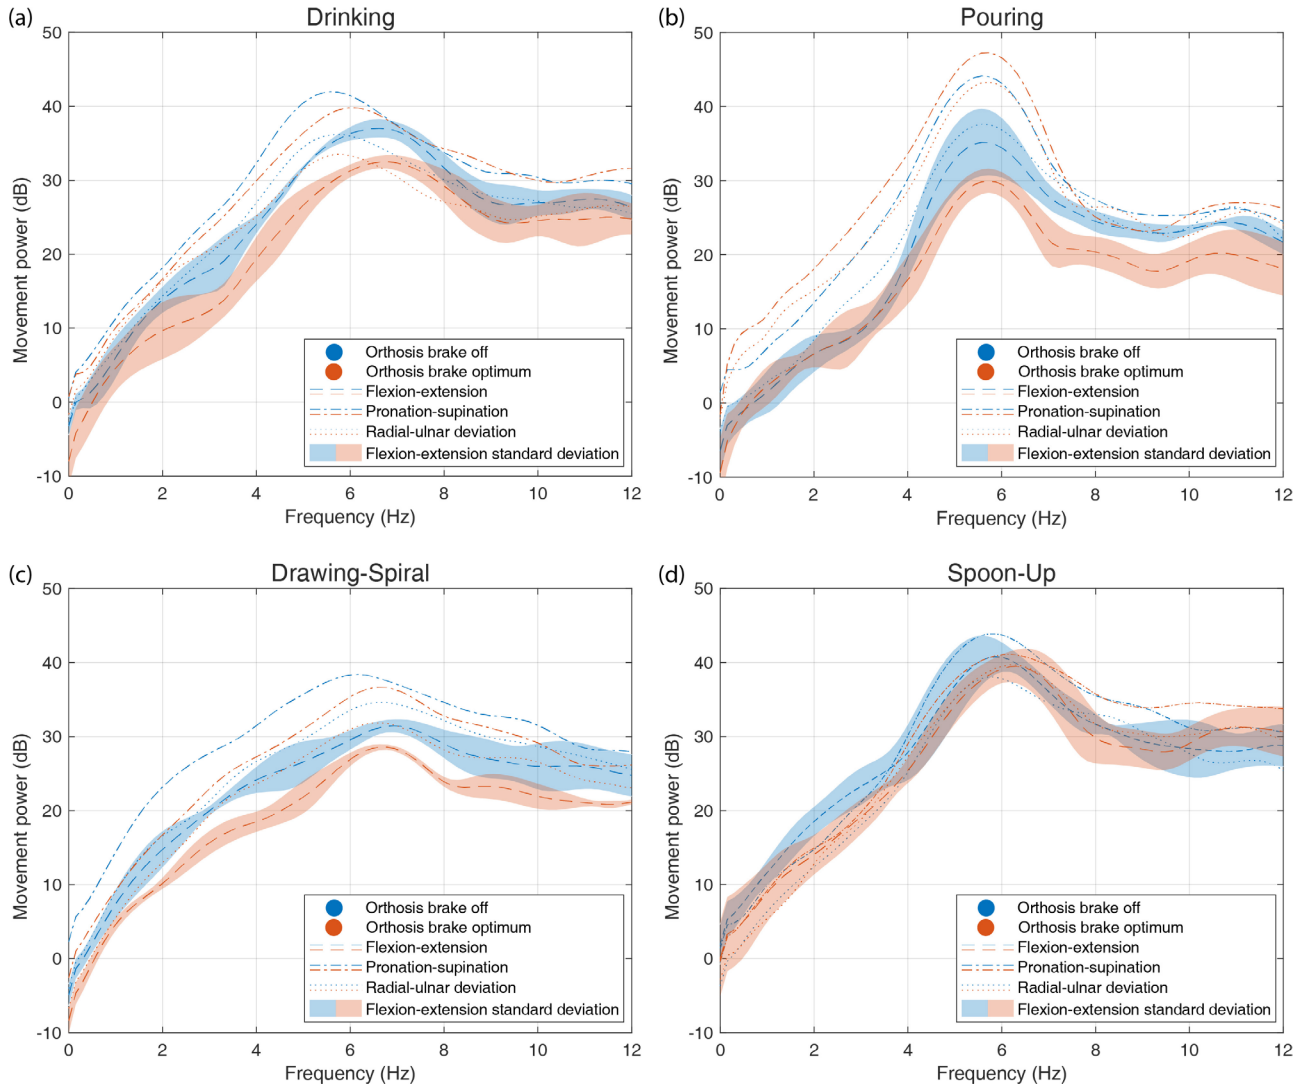 (a)
Drinking
50
40
30
20
10
0
-10
Movement power (dB)
0 2 4 6 8 10 12
Frequency (Hz)
Orthosis brake off
Orthosis brake optimum
Flexion-extension
Pronation-supination
Radial-ulnar deviation
Flexion-extension standard deviation
(b)
Pouring
50
40
30
20
10
0
-10
Movement power (dB)
0 2 4 6 8 10 12
Frequency (Hz)
Orthosis brake off
Orthosis brake optimum
Flexion-extension
Pronation-supination
Radial-ulnar deviation
Flexion-extension standard deviation
(c)
Drawing-Spiral
50
40
30
20
10
0
-10
Movement power (dB)
0 2 4 6 8 10 12
Frequency (Hz)
Orthosis brake off
Orthosis brake optimum
Flexion-extension
Pronation-supination
Radial-ulnar deviation
Flexion-extension standard deviation
(d)
Spoon-Up
50
40
30
20
10
0
-10
Movement power (dB)
0 2 4 6 8 10 12
Frequency (Hz)
Orthosis brake off
Orthosis brake optimum
Flexion-extension
Pronation-supination
Radial-ulnar deviation
Flexion-extension standard deviation